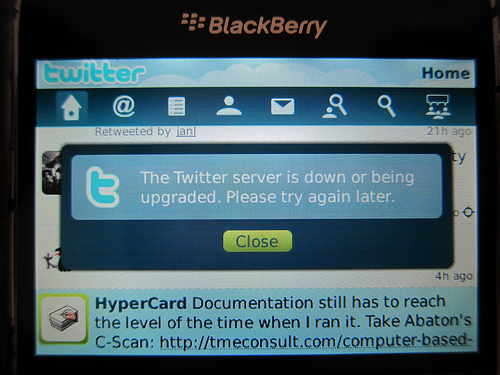 BlackBerry
twitter Home
@
Retweeted by janl 21h ago
ty
t The Twitter server is down or being
upgraded. Please try again later.
o
Close
4h ago
HyperCard Documentation still has to reach
the level of the time when I ran it. Take Abaton's
C-Scan: http://tmeconsult.com/computer-based-